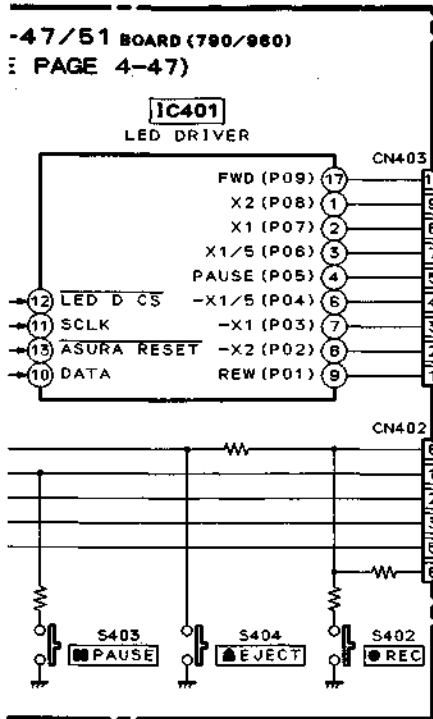 -47/51 BOARD (790/960)
E PAGE 4-47)
IC401
LED DRIVER
CN403
FWD (P09) 17
X2 (P08) 1
X1 (P07) 2
X1/5 (P06) 3
PAUSE (P05) 4
12 LED D CS -X1/5 (P04) 6
11 SCLK -X1 (P03) 7
13 ASURA RESET -X2 (P02) 8
10 DATA REW (P01) 9
CN402
S403
PAUSE
S404
EJECT
S402
REC